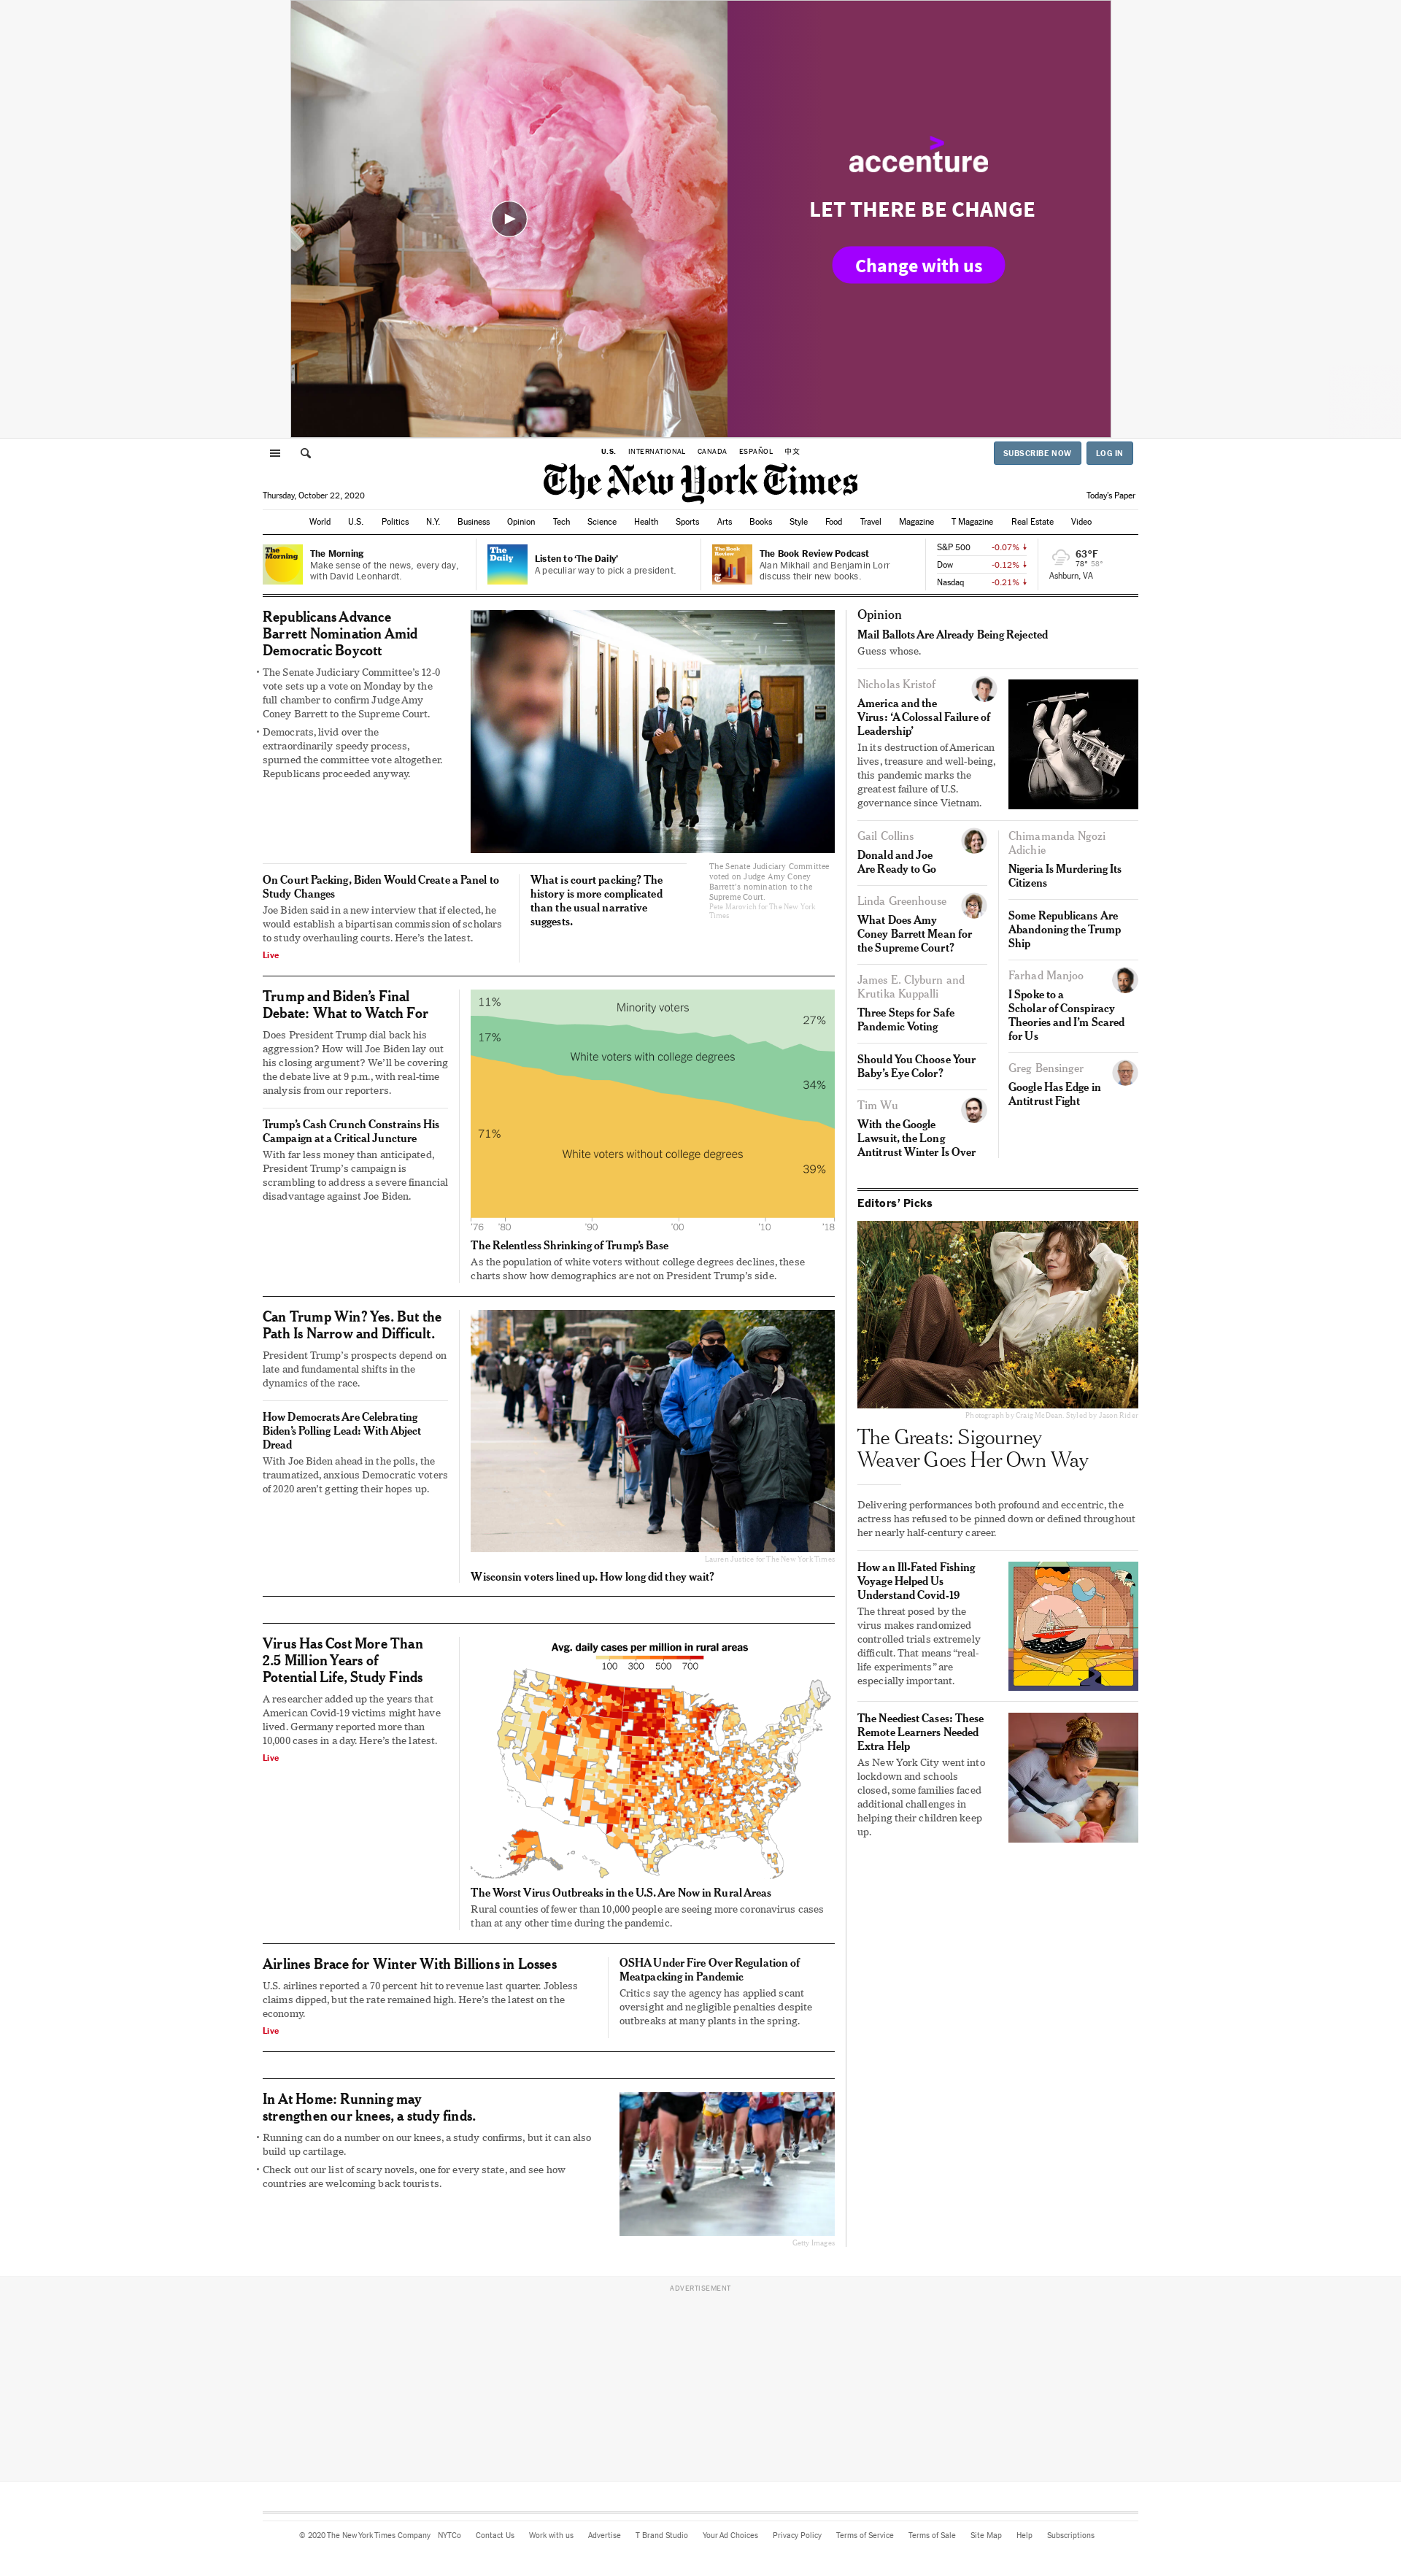 accenture
LET THERE BE CHANGE
Change with us
U.S. INTERNATIONAL CANADA ESPAÑOL 中文
SUBSCRIBE NOW LOG IN
The New York Times
Thursday, October 22, 2020
Today's Paper
World U.S. Politics N.Y. Business Opinion Tech Science Health Sports Arts Books Style Food Travel Magazine T Magazine Real Estate Video
The Morning
The Morning
Make sense of the news, every day,
with David Leonhardt.
The Daily
Listen to 'The Daily'
A peculiar way to pick a president.
The Book Review
The Book Review Podcast
Alan Mikhail and Benjamin Lorr
discuss their new books.
S&P 500 -0.07%
Dow -0.12%
Nasdaq -0.21%
63°F
78° 58°
Ashburn, VA
Republicans Advance
Barrett Nomination Amid
Democratic Boycott
• The Senate Judiciary Committee's 12-0
vote sets up a vote on Monday by the
full chamber to confirm Judge Amy
Coney Barrett to the Supreme Court.
• Democrats, livid over the
extraordinarily speedy process,
spurned the committee vote altogether.
Republicans proceeded anyway.
The Senate Judiciary Committee
voted on Judge Amy Coney
Barrett's nomination to the
Supreme Court.
Pete Marovich for The New York
Times
On Court Packing, Biden Would Create a Panel to
Study Changes
Joe Biden said in a new interview that if elected, he
would establish a bipartisan commission of scholars
to study overhauling courts. Here's the latest.
Live
What is court packing? The
history is more complicated
than the usual narrative
suggests.
Trump and Biden's Final
Debate: What to Watch For
Does President Trump dial back his
aggression? How will Joe Biden lay out
his closing argument? We'll be covering
the debate live at 9 p.m., with real-time
analysis from our reporters.
Trump's Cash Crunch Constrains His
Campaign at a Critical Juncture
With far less money than anticipated,
President Trump's campaign is
scrambling to address a severe financial
disadvantage against Joe Biden.
11% Minority voters 27%
17% White voters with college degrees 34%
71% White voters without college degrees 39%
'76 '80 '90 '00 '10 '18
The Relentless Shrinking of Trump's Base
As the population of white voters without college degrees declines, these
charts show how demographics are not on President Trump's side.
Can Trump Win? Yes. But the
Path Is Narrow and Difficult.
President Trump's prospects depend on
late and fundamental shifts in the
dynamics of the race.
How Democrats Are Celebrating
Biden's Polling Lead: With Abject
Dread
With Joe Biden ahead in the polls, the
traumatized, anxious Democratic voters
of 2020 aren't getting their hopes up.
Lauren Justice for The New York Times
Wisconsin voters lined up. How long did they wait?
Virus Has Cost More Than
2.5 Million Years of
Potential Life, Study Finds
A researcher added up the years that
American Covid-19 victims might have
lived. Germany reported more than
10,000 cases in a day. Here's the latest.
Live
Avg. daily cases per million in rural areas
100 300 500 700
The Worst Virus Outbreaks in the U.S. Are Now in Rural Areas
Rural counties of fewer than 10,000 people are seeing more coronavirus cases
than at any other time during the pandemic.
Airlines Brace for Winter With Billions in Losses
U.S. airlines reported a 70 percent hit to revenue last quarter. Jobless
claims dipped, but the rate remained high. Here's the latest on the
economy.
Live
OSHA Under Fire Over Regulation of
Meatpacking in Pandemic
Critics say the agency has applied scant
oversight and negligible penalties despite
outbreaks at many plants in the spring.
In At Home: Running may
strengthen our knees, a study finds.
• Running can do a number on our knees, a study confirms, but it can also
build up cartilage.
• Check out our list of scary novels, one for every state, and see how
countries are welcoming back tourists.
Getty Images
Opinion
Mail Ballots Are Already Being Rejected
Guess whose.
Nicholas Kristof
America and the
Virus: 'A Colossal Failure of
Leadership'
In its destruction of American
lives, treasure and well-being,
this pandemic marks the
greatest failure of U.S.
governance since Vietnam.
Gail Collins
Donald and Joe
Are Ready to Go
Linda Greenhouse
What Does Amy
Coney Barrett Mean for
the Supreme Court?
James E. Clyburn and
Krutika Kuppalli
Three Steps for Safe
Pandemic Voting
Should You Choose Your
Baby's Eye Color?
Tim Wu
With the Google
Lawsuit, the Long
Antitrust Winter Is Over
Chimamanda Ngozi
Adichie
Nigeria Is Murdering Its
Citizens
Some Republicans Are
Abandoning the Trump
Ship
Farhad Manjoo
I Spoke to a
Scholar of Conspiracy
Theories and I'm Scared
for Us
Greg Bensinger
Google Has Edge in
Antitrust Fight
Editors' Picks
Photograph by Craig McDean. Styled by Jason Rider
The Greats: Sigourney
Weaver Goes Her Own Way
Delivering performances both profound and eccentric, the
actress has refused to be pinned down or defined throughout
her nearly half-century career.
How an Ill-Fated Fishing
Voyage Helped Us
Understand Covid-19
The threat posed by the
virus makes randomized
controlled trials extremely
difficult. That means "real-
life experiments" are
especially important.
The Neediest Cases: These
Remote Learners Needed
Extra Help
As New York City went into
lockdown and schools
closed, some families faced
additional challenges in
helping their children keep
up.
ADVERTISEMENT
© 2020 The New York Times Company NYTCo Contact Us Work with us Advertise T Brand Studio Your Ad Choices Privacy Policy Terms of Service Terms of Sale Site Map Help Subscriptions